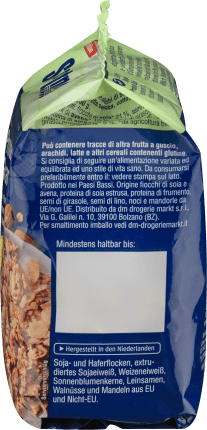 Può contenere tracce di altra frutta a guscio,
arachidi, latte e altri cereali contenenti glutine.
Si consiglia di seguire un'alimentazione variata ed
equilibrata ed uno stile di vita sano. Da consumarsi
preferibilmente entro il: vedere stampa sul lato.
Prodotto nei Paesi Bassi. Origine fiocchi di soia e
avena, proteina di soia estrusa, proteina di frumento,
semi di girasole, semi di lino, noci e mandorle da
UE/non UE. Distribuito da dm drogerie markt s.r.l.,
Via G. Galilei n. 10, 39100 Bolzano (BZ).
Per smaltimento imballo vedi dm-drogeriemarkt.it
Mindestens haltbar bis:
Hergestellt in den Niederlanden
Soja- und Haferflocken, extru-
diertes Sojaeiweiß, Weizeneiweiß,
Sonnenblumenkerne, Leinsamen,
Walnüsse und Mandeln aus EU
und Nicht-EU.